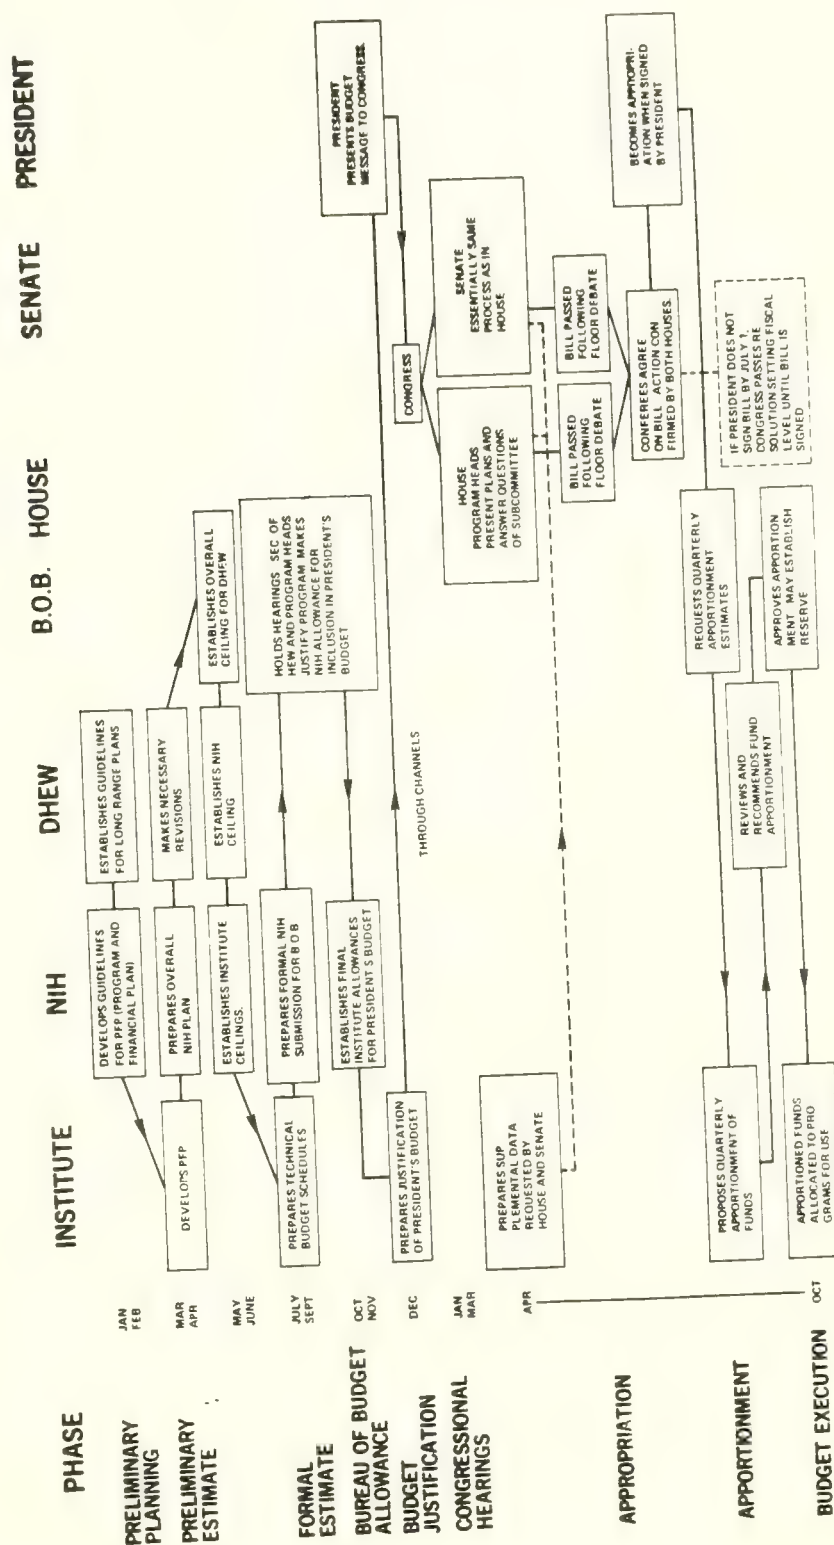 PHASE
INSTITUTE
NIH
DHEW
B.O.B.
HOUSE
SENATE
PRESIDENT
PRELIMINARY
PLANNING
JAN
FEB
DEVELOPS GUIDELINES
FOR PFP (PROGRAM AND
FINANCIAL PLAN)
ESTABLISHES GUIDELINES
FOR LONG RANGE PLANS
PRELIMINARY
ESTIMATE
MAR
APR
DEVELOPS PFP
PREPARES OVERALL
NIH PLAN
MAKES NECESSARY
REVISIONS
MAY
JUNE
ESTABLISHES INSTITUTE
CEILINGS.
ESTABLISHES NIH
CEILING
ESTABLISHES OVERALL
CEILING FOR DHEW
FORMAL
ESTIMATE
JULY
SEPT
PREPARES TECHNICAL
BUDGET SCHEDULES
PREPARES FORMAL NIH
SUBMISSION FOR B O B
HOLDS HEARINGS SEC OF
HEW AND PROGRAM HEADS
JUSTIFY PROGRAM MAKES
NIH ALLOWANCE FOR
INCLUSION IN PRESIDENT'S
BUDGET
BUREAU OF BUDGET
ALLOWANCE
OCT
NOV
ESTABLISHES FINAL
INSTITUTE ALLOWANCES
FOR PRESIDENT S BUDGET
PRESIDENT
PRESENTS BUDGET
MESSAGE TO CONGRESS.
BUDGET
JUSTIFICATION
DEC
PREPARES JUSTIFICATION
OF PRESIDENT'S BUDGET
THROUGH CHANNELS
CONGRESS
CONGRESSIONAL
HEARINGS
JAN
MAR
PREPARES SUP
PLEMENTAL DATA
REQUESTED BY
HOUSE AND SENATE
HOUSE
PROGRAM HEADS
PRESENT PLANS AND
ANSWER QUESTIONS
OF SUBCOMMITTEE
SENATE
ESSENTIALLY SAME
PROCESS AS IN
HOUSE
APR
BILL PASSED
FOLLOWING
FLOOR DEBATE
BILL PASSED
FOLLOWING
FLOOR DEBATE
APPROPRIATION
CONFEREES AGREE
ON BILL ACTION CON
FIRMED BY BOTH HOUSES.
BECOMES APPROPRI-
ATION WHEN SIGNED
BY PRESIDENT
APPORTIONMENT
PROPOSES QUARTERLY
APPORTIONMENT OF
FUNDS
REVIEWS AND
RECOMMENDS FUND
APPORTIONMENT
REQUESTS QUARTERLY
APPORTIONMENT
ESTIMATES
IF PRESIDENT DOES NOT
SIGN BILL BY JULY 1,
CONGRESS PASSES RE
SOLUTION SETTING FISCAL
LEVEL UNTIL BILL IS
SIGNED
BUDGET EXECUTION
OCT
APPORTIONED FUNDS
ALLOCATED TO PRO
GRAMS FOR USE
APPROVES APPORTION
MENT MAY ESTABLISH
RESERVE